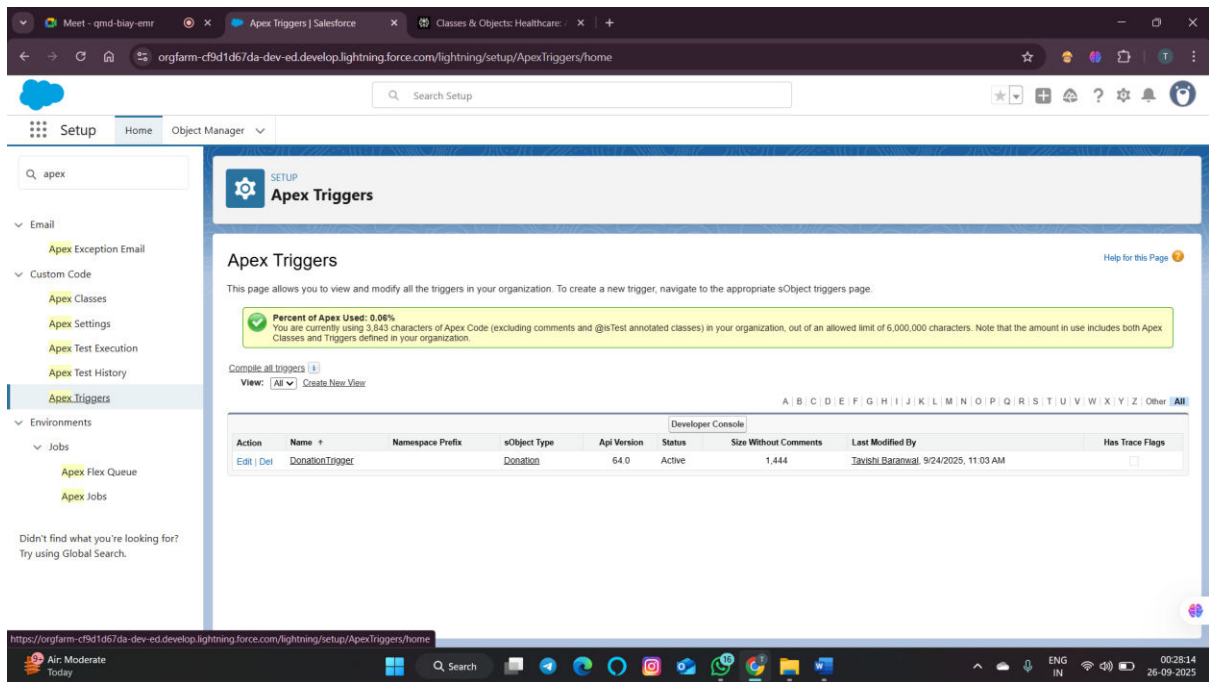 Meet - qmd-biay-emr
Apex Triggers | Salesforce
Classes & Objects: Healthcare:
orgfarm-cf9d1d67da-dev-ed.develop.lightning.force.com/lightning/setup/ApexTriggers/home
T
Search Setup
Setup
Home
Object Manager
apex
Email
Apex Exception Email
Custom Code
Apex Classes
Apex Settings
Apex Test Execution
Apex Test History
Apex Triggers
Environments
Jobs
Apex Flex Queue
Apex Jobs
Didn't find what you're looking for?
Try using Global Search.
SETUP
Apex Triggers
Apex Triggers
Help for this Page ?
This page allows you to view and modify all the triggers in your organization. To create a new trigger, navigate to the appropriate sObject triggers page.
Percent of Apex Used: 0.06%
You are currently using 3,843 characters of Apex Code (excluding comments and @isTest annotated classes) in your organization, out of an allowed limit of 6,000,000 characters. Note that the amount in use includes both Apex
Classes and Triggers defined in your organization.
Compile all triggers i
View: All Create New View
A | B | C | D | E | F | G | H | I | J | K | L | M | N | O | P | Q | R | S | T | U | V | W | X | Y | Z | Other | All
Developer Console
Action Name ↑ Namespace Prefix sObject Type Api Version Status Size Without Comments Last Modified By Has Trace Flags
Edit | Del DonationTrigger Donation 64.0 Active 1,444 Tavishi Baranwal, 9/24/2025, 11:03 AM
https://orgfarm-cf9d1d67da-dev-ed.develop.lightning.force.com/lightning/setup/ApexTriggers/home
Air: Moderate
Today
Search
16
ENG
IN
00:28:14
26-09-2025